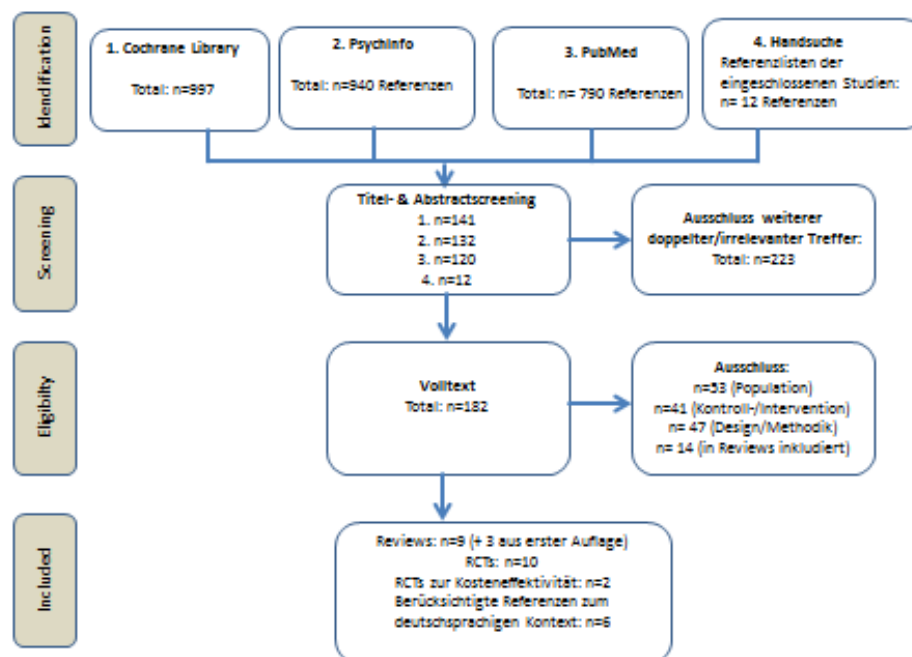 Idendification
1. Cochrane Library
Total: n=997
2. PsychInfo
Total: n=940 Referenzen
3. PubMed
Total: n= 790 Referenzen
4. Handsuche
Referenzlisten der
eingeschlossenen Studien:
n= 12 Referenzen
Screening
Titel- & Abstractscreening
1. n=141
2. n=132
3. n=120
4. n=12
Ausschluss weiterer
doppelter/irrelevanter Treffer:
Total: n=223
Eligibilty
Volltext
Total: n=182
Ausschluss:
n=53 (Population)
n=41 (Kontroll-/Intervention)
n= 47 (Design/Methodik)
n= 14 (in Reviews inkludiert)
Included
Reviews: n=9 (+ 3 aus erster Auflage)
RCTs: n=10
RCTs zur Kosteneffektivität: n=2
Berücksichtigte Referenzen zum
deutschsprachigen Kontext: n=6